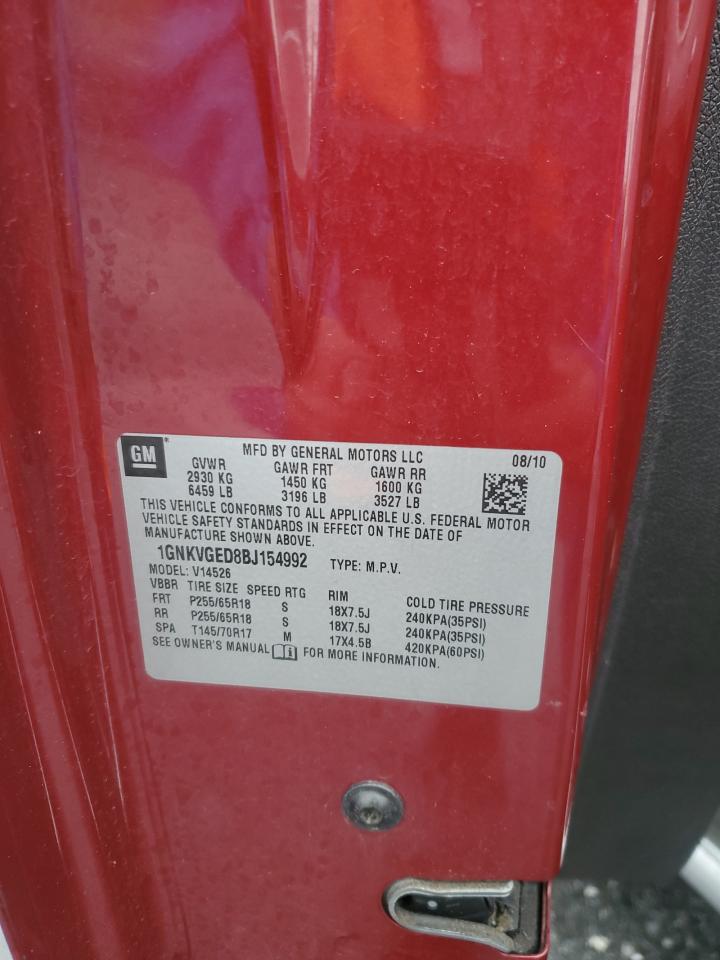 GM ® MFD BY GENERAL MOTORS LLC 08/10
GVWR GAWR FRT GAWR RR
2930 KG 1450 KG 1600 KG
6459 LB 3196 LB 3527 LB
THIS VEHICLE CONFORMS TO ALL APPLICABLE U.S. FEDERAL MOTOR
VEHICLE SAFETY STANDARDS IN EFFECT ON THE DATE OF
MANUFACTURE SHOWN ABOVE.
1GNKVGED8BJ154992 TYPE: M.P.V.
MODEL: V14526
VBBR TIRE SIZE SPEED RTG RIM COLD TIRE PRESSURE
FRT P255/65R18 S 18X7.5J 240KPA(35PSI)
RR P255/65R18 S 18X7.5J 240KPA(35PSI)
SPA T145/70R17 M 17X4.5B 420KPA(60PSI)
SEE OWNER'S MANUAL i FOR MORE INFORMATION.